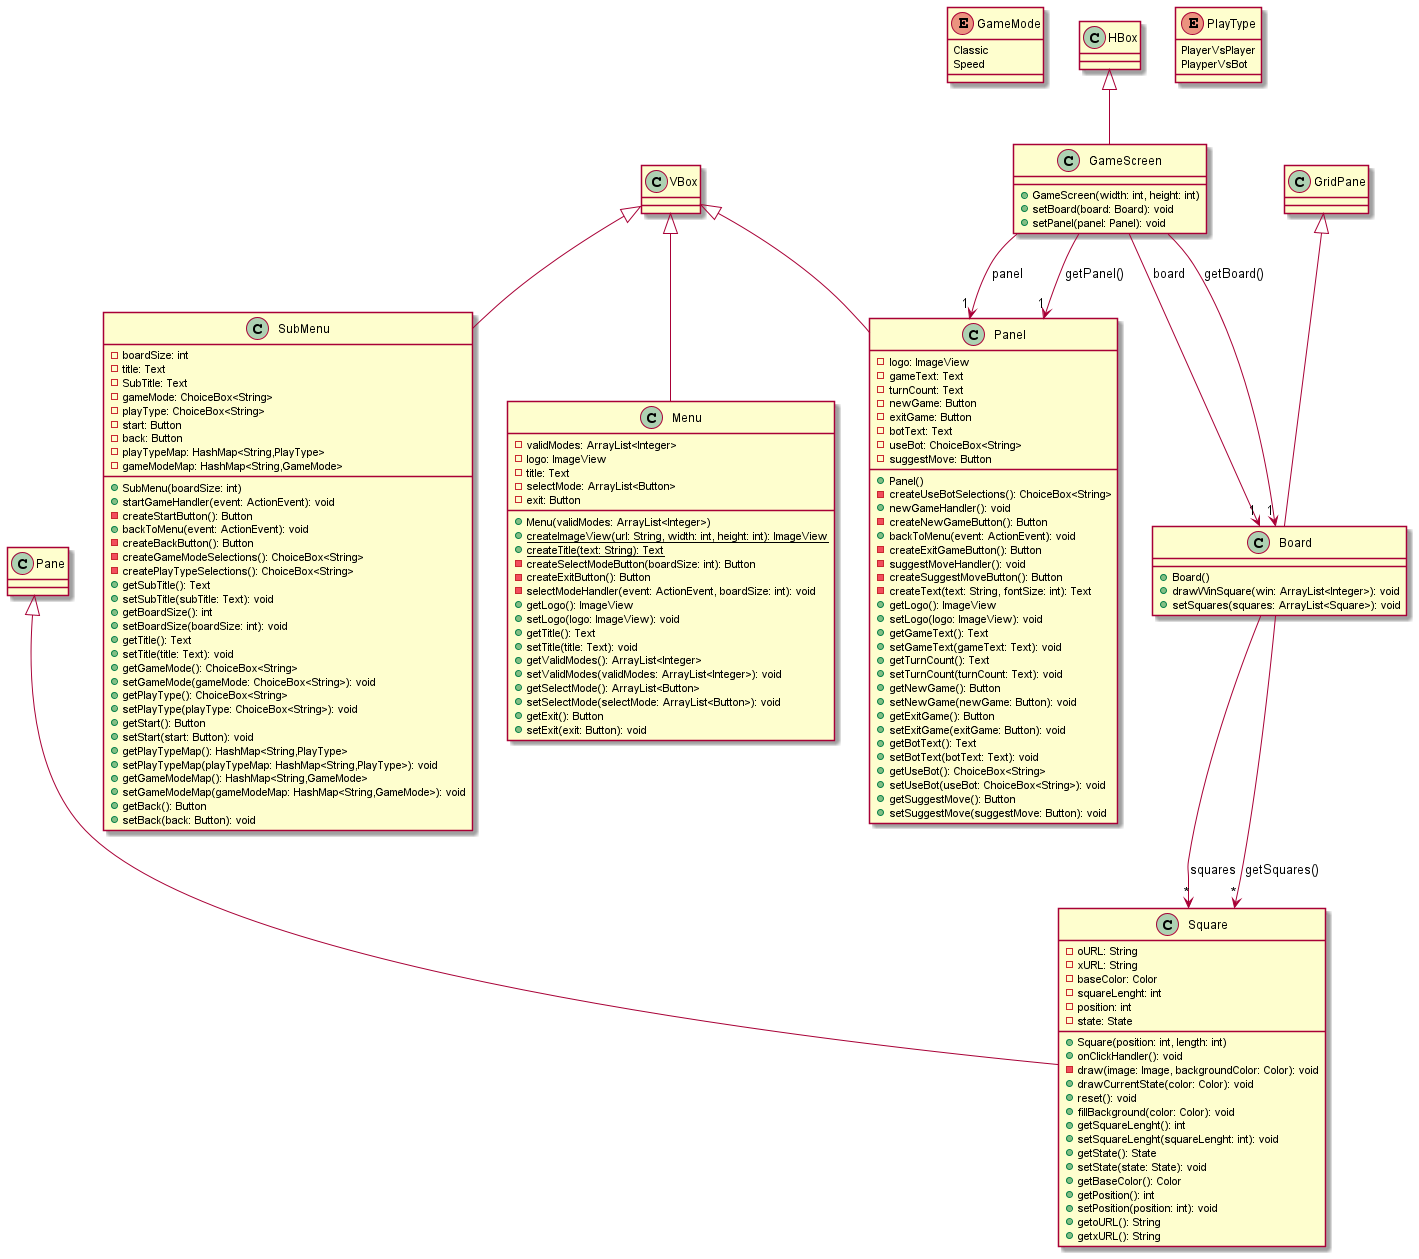 E GameMode
Classic
Speed
C HBox
E PlayType
PlayerVsPlayer
PlayperVsBot
C GameScreen
GameScreen(width: int, height: int)
setBoard(board: Board): void
setPanel(panel: Panel): void
C VBox
C GridPane
panel
getPanel()
board
getBoard()
1
1
1
1
C SubMenu
boardSize: int
title: Text
SubTitle: Text
gameMode: ChoiceBox<String>
playType: ChoiceBox<String>
start: Button
back: Button
playTypeMap: HashMap<String,PlayType>
gameModeMap: HashMap<String,GameMode>
SubMenu(boardSize: int)
startGameHandler(event: ActionEvent): void
createStartButton(): Button
backToMenu(event: ActionEvent): void
createBackButton(): Button
createGameModeSelections(): ChoiceBox<String>
createPlayTypeSelections(): ChoiceBox<String>
getSubTitle(): Text
setSubTitle(subTitle: Text): void
getBoardSize(): int
setBoardSize(boardSize: int): void
getTitle(): Text
setTitle(title: Text): void
getGameMode(): ChoiceBox<String>
setGameMode(gameMode: ChoiceBox<String>): void
getPlayType(): ChoiceBox<String>
setPlayType(playType: ChoiceBox<String>): void
getStart(): Button
setStart(start: Button): void
getPlayTypeMap(): HashMap<String,PlayType>
setPlayTypeMap(playTypeMap: HashMap<String,PlayType>): void
getGameModeMap(): HashMap<String,GameMode>
setGameModeMap(gameModeMap: HashMap<String,GameMode>): void
getBack(): Button
setBack(back: Button): void
C Menu
validModes: ArrayList<Integer>
logo: ImageView
title: Text
selectMode: ArrayList<Button>
exit: Button
Menu(validModes: ArrayList<Integer>)
createImageView(url: String, width: int, height: int): ImageView
createTitle(text: String): Text
createSelectModeButton(boardSize: int): Button
createExitButton(): Button
selectModeHandler(event: ActionEvent, boardSize: int): void
getLogo(): ImageView
setLogo(logo: ImageView): void
getTitle(): Text
setTitle(title: Text): void
getValidModes(): ArrayList<Integer>
setValidModes(validModes: ArrayList<Integer>): void
getSelectMode(): ArrayList<Button>
setSelectMode(selectMode: ArrayList<Button>): void
getExit(): Button
setExit(exit: Button): void
C Panel
logo: ImageView
gameText: Text
turnCount: Text
newGame: Button
exitGame: Button
botText: Text
useBot: ChoiceBox<String>
suggestMove: Button
Panel()
createUseBotSelections(): ChoiceBox<String>
newGameHandler(): void
createNewGameButton(): Button
backToMenu(event: ActionEvent): void
createExitGameButton(): Button
suggestMoveHandler(): void
createSuggestMoveButton(): Button
createText(text: String, fontSize: int): Text
getLogo(): ImageView
setLogo(logo: ImageView): void
getGameText(): Text
setGameText(gameText: Text): void
getTurnCount(): Text
setTurnCount(turnCount: Text): void
getNewGame(): Button
setNewGame(newGame: Button): void
getExitGame(): Button
setExitGame(exitGame: Button): void
getBotText(): Text
setBotText(botText: Text): void
getUseBot(): ChoiceBox<String>
setUseBot(useBot: ChoiceBox<String>): void
getSuggestMove(): Button
setSuggestMove(suggestMove: Button): void
C Board
Board()
drawWinSquare(win: ArrayList<Integer>): void
setSquares(squares: ArrayList<Square>): void
C Pane
squares
getSquares()
*
*
C Square
oURL: String
xURL: String
baseColor: Color
squareLenght: int
position: int
state: State
Square(position: int, length: int)
onClickHandler(): void
draw(image: Image, backgroundColor: Color): void
drawCurrentState(color: Color): void
reset(): void
fillBackground(color: Color): void
getSquareLenght(): int
setSquareLenght(squareLenght: int): void
getState(): State
setState(state: State): void
getBaseColor(): Color
getPosition(): int
setPosition(position: int): void
getoURL(): String
getxURL(): String